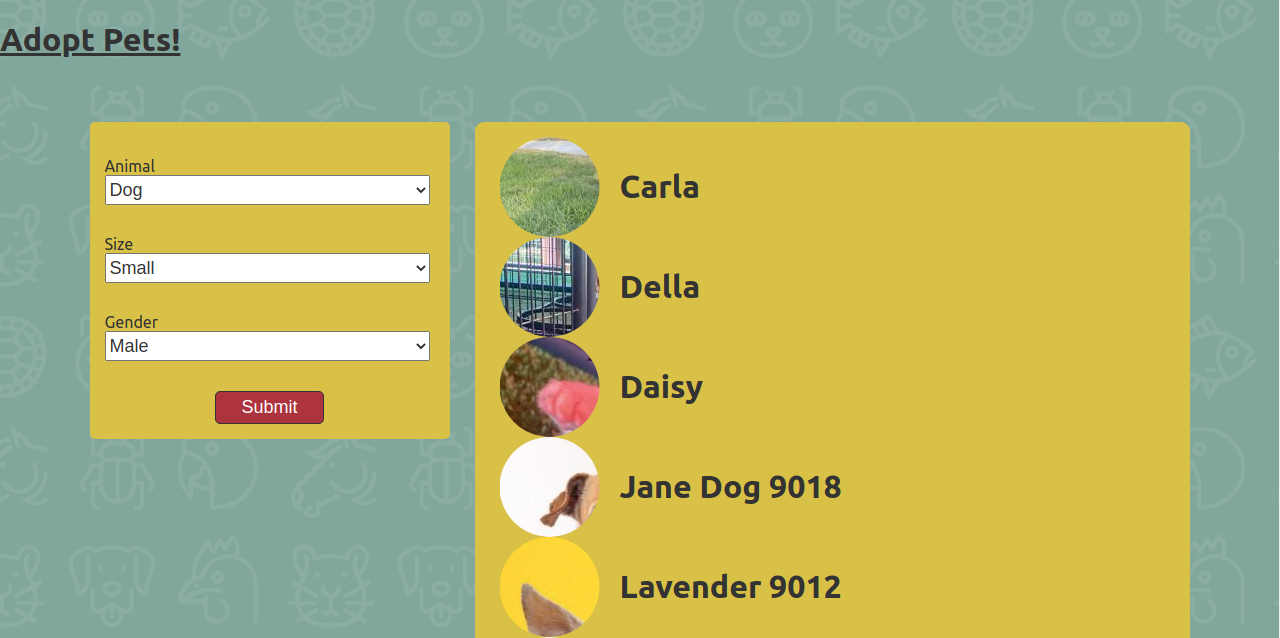 Adopt Pets!
Animal
Dog
Size
Small
Gender
Male
Submit
Carla
Della
Daisy
Jane Dog 9018
Lavender 9012